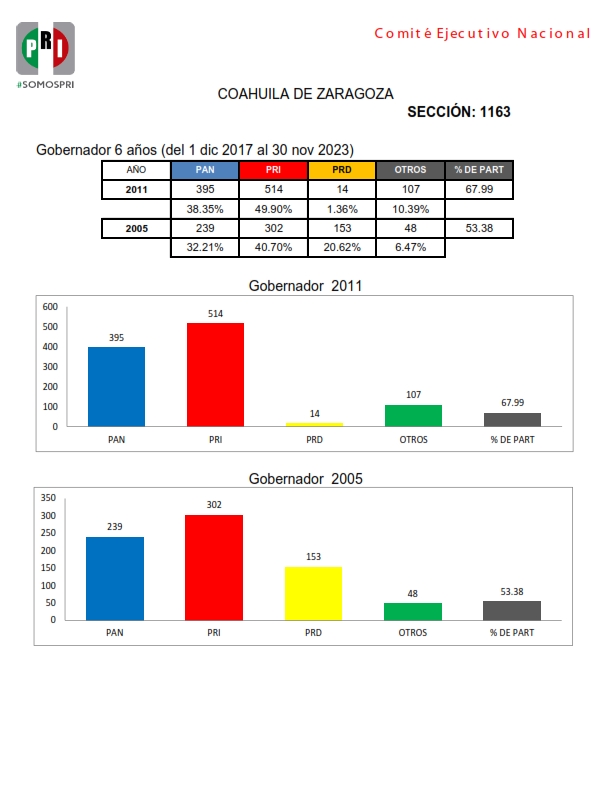 Comité Ejecutivo Nacional
PRI
#SOMOSPRI
COAHUILA DE ZARAGOZA
SECCIÓN: 1163
Gobernador 6 años (del 1 dic 2017 al 30 nov 2023)
AÑO PAN PRI PRD OTROS % DE PART
2011 395 514 14 107 67.99
38.35% 49.90% 1.36% 10.39%
2005 239 302 153 48 53.38
32.21% 40.70% 20.62% 6.47%
Gobernador 2011
600
500
400
300
200
100
0
395
514
14
107
67.99
PAN PRI PRD OTROS % DE PART
Gobernador 2005
350
300
250
200
150
100
50
0
239
302
153
48
53.38
PAN PRI PRD OTROS % DE PART